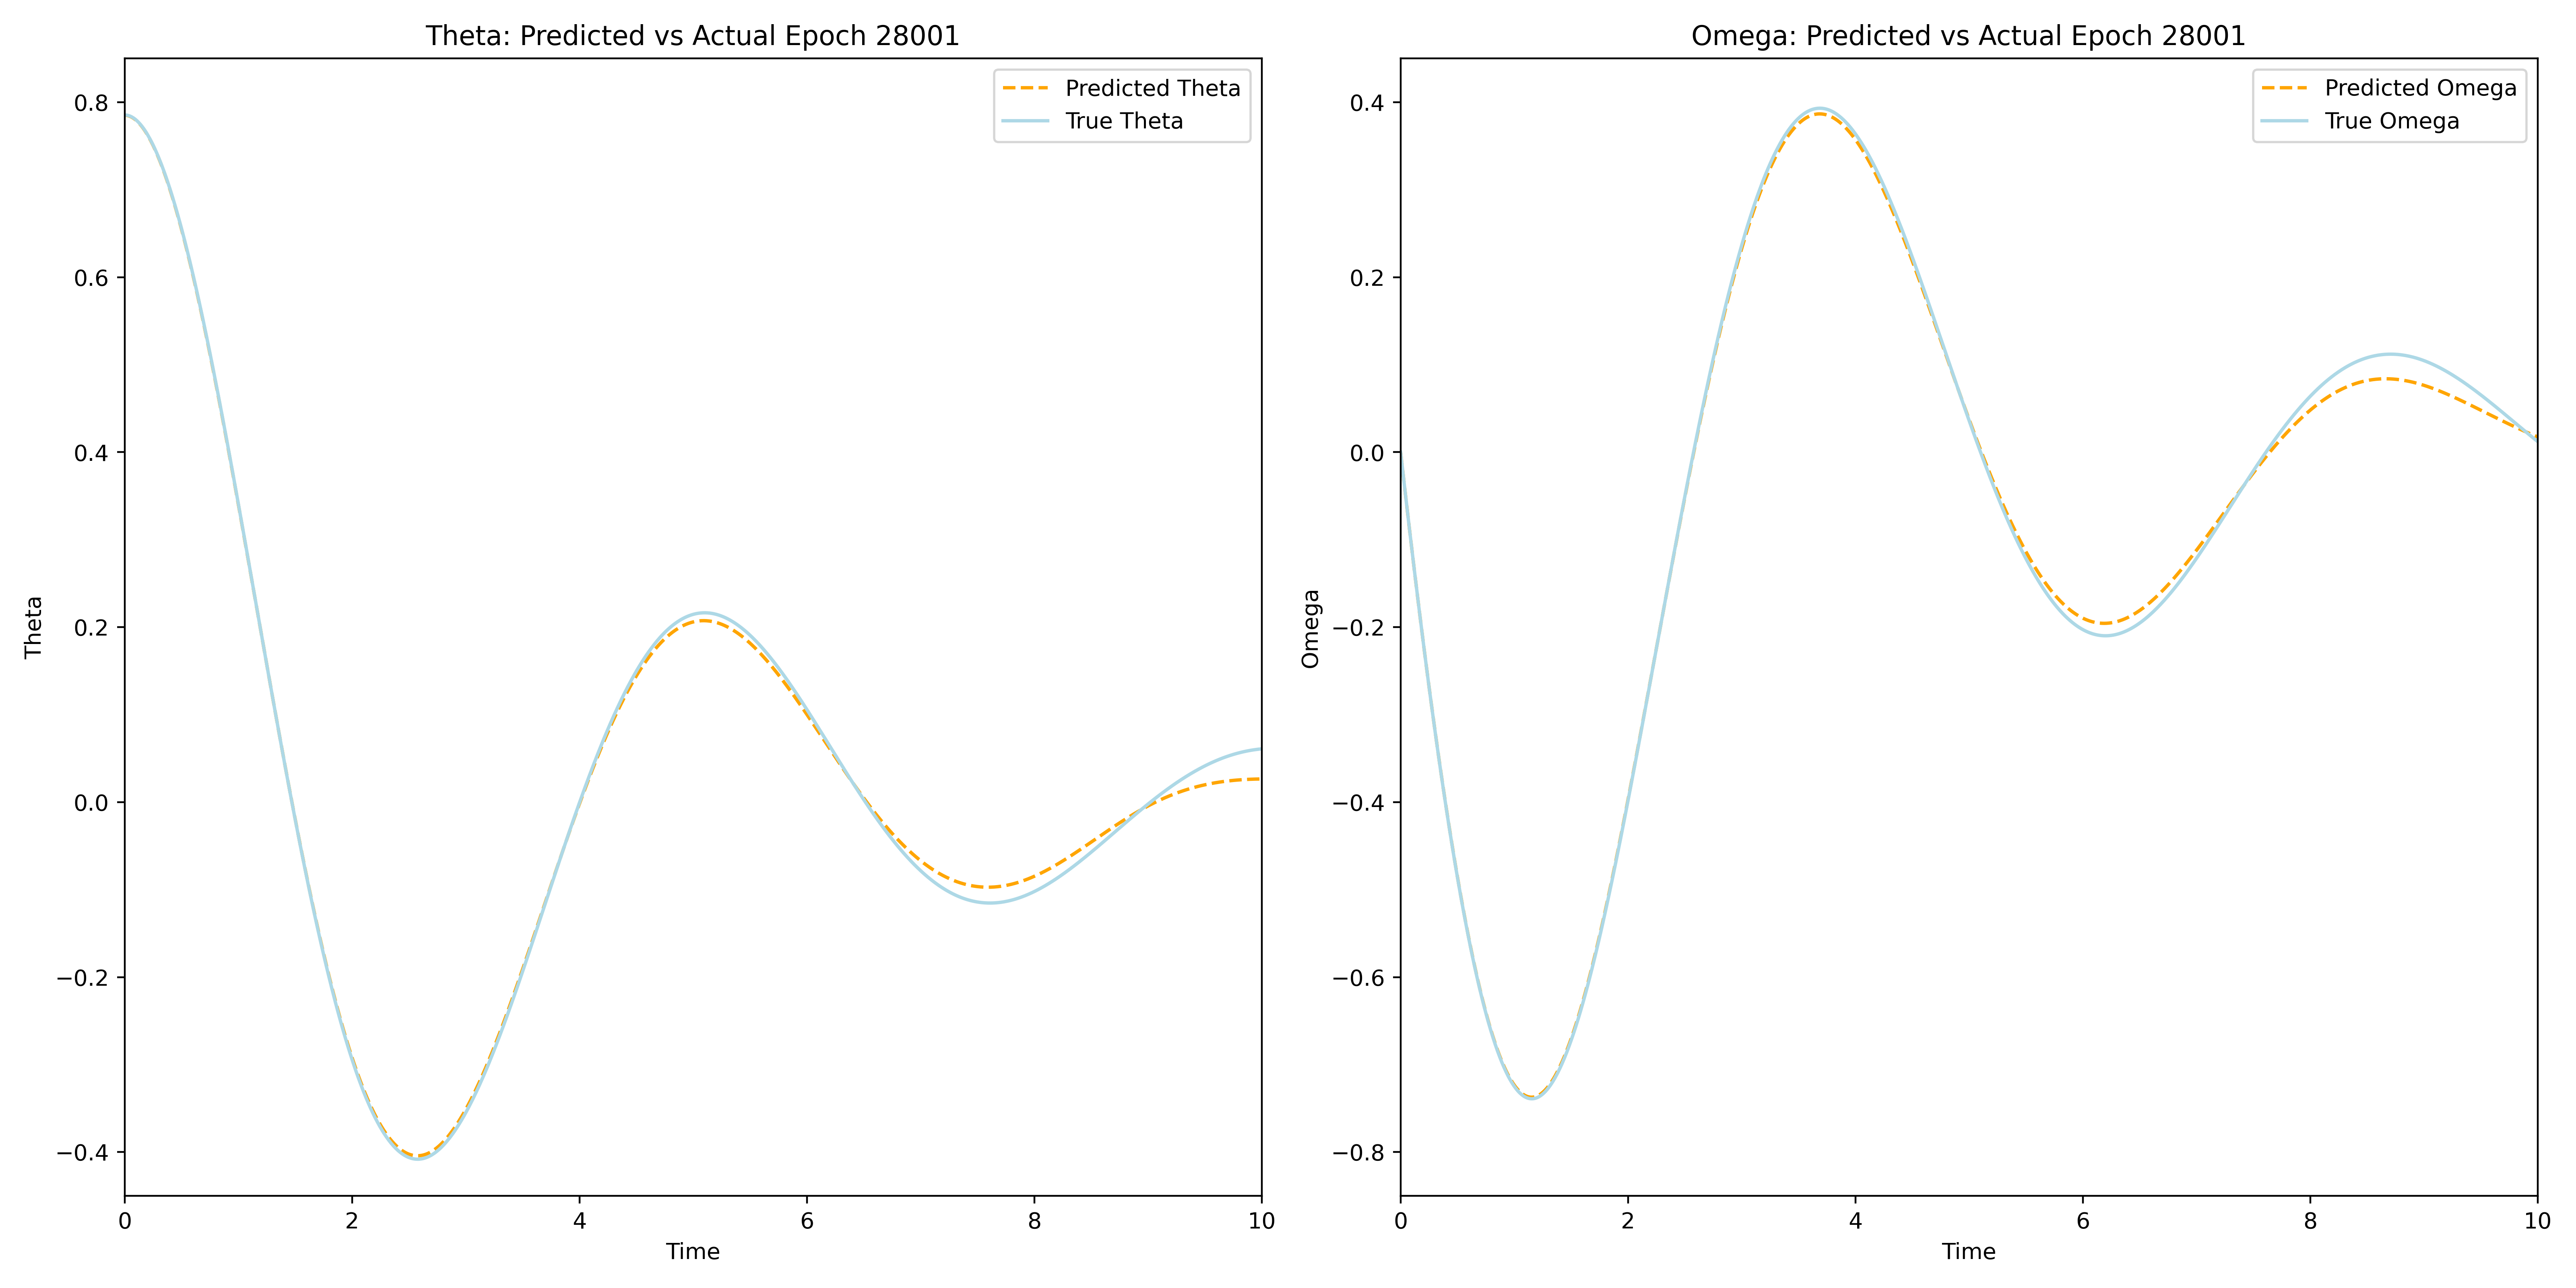 Theta: Predicted vs Actual Epoch 28001
Predicted Theta
True Theta
0.8
0.6
0.4
0.2
0.0
−0.2
−0.4
Theta
0
2
4
6
8
10
Time
Omega: Predicted vs Actual Epoch 28001
Predicted Omega
True Omega
0.4
0.2
0.0
−0.2
−0.4
−0.6
−0.8
Omega
0
2
4
6
8
10
Time